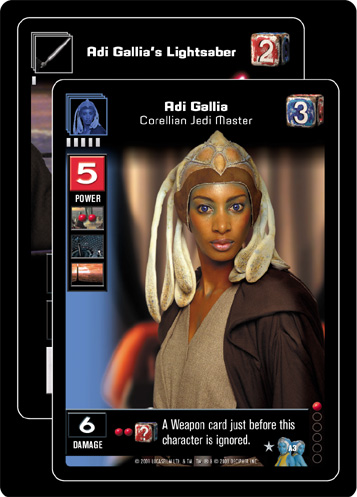 Adi Gallia's Lightsaber
2
Adi Gallia
Corellian Jedi Master
3
5
POWER
6
DAMAGE
?
A Weapon card just before this
character is ignored.
A3